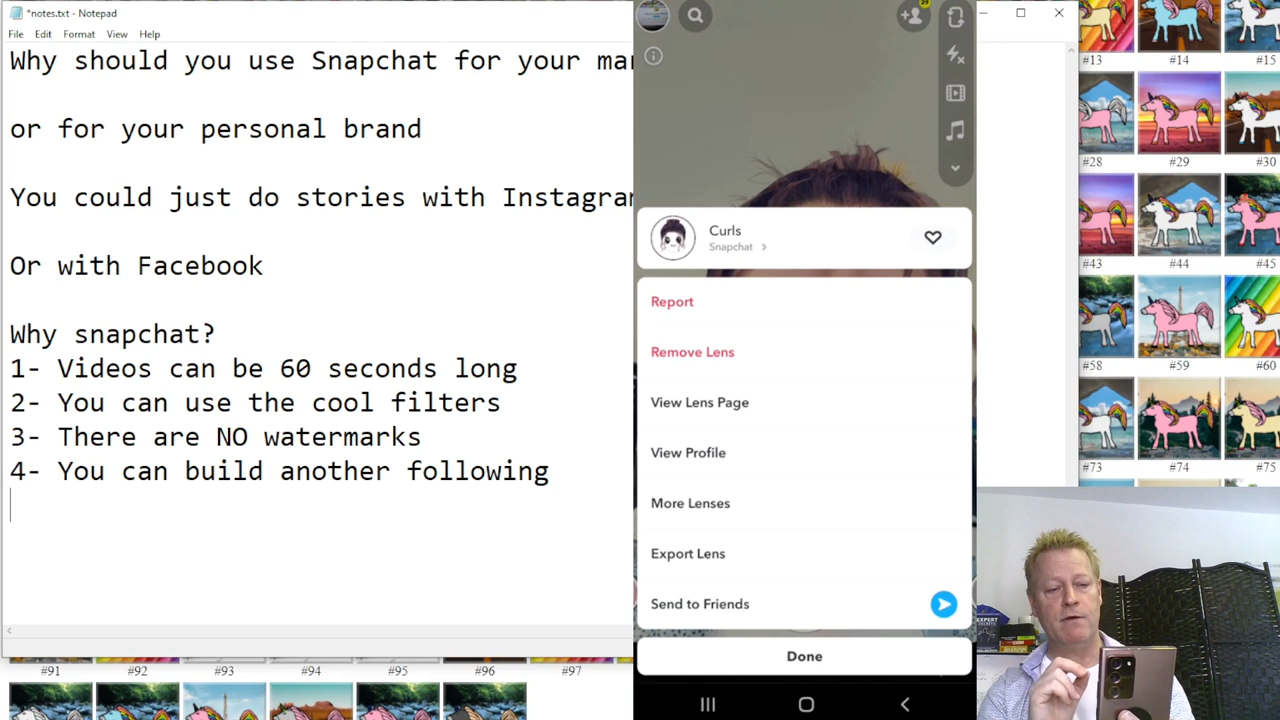 *notes.txt - Notepad
File Edit Format View Help
Why should you use Snapchat for your
or for your personal brand
You could just do stories with
Or with Facebook
Why snapchat?
1- Videos can be 60 seconds long
2- You can use the cool filters
3- There are NO watermarks
4- You can build another following
Curls
Snapchat
Report
Remove Lens
View Lens Page
View Profile
More Lenses
Export Lens
Send to Friends
Done
#13 #14 #15
#28 #29 #30
#43 #44 #45
#58 #59 #60
#73 #74 #75
#91 #92 #93 #94 #95 #96 #97
EXPERT
SECRETS